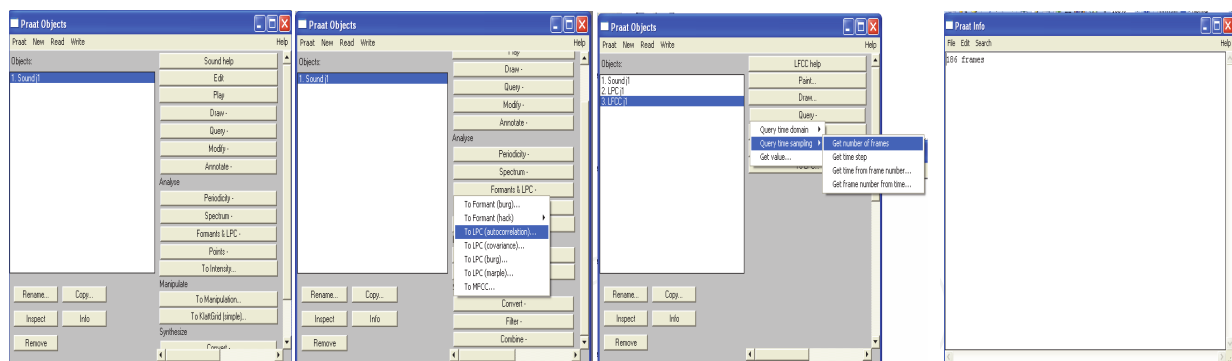 Praat Objects
Praat New Read Write Help
Objects:
1. Sound j1
Sound help
Edit
Play
Draw -
Query -
Modify -
Annotate -
Analyse
Periodicity -
Spectrum -
Formants & LPC -
Points -
To Intensity...
Manipulate
To Manipulation...
To KlattGrid (simple)...
Synthesize
Convert -
Rename... Copy...
Inspect Info
Remove
Praat Objects
Praat New Read Write Help
Objects:
1. Sound j1
Play
Draw -
Query -
Modify -
Annotate -
Analyse
Periodicity -
Spectrum -
Formants & LPC -
To Formant (burg)...
To Formant (hack)
To LPC (autocorrelation)...
To LPC (covariance)...
To LPC (burg)...
To LPC (marple)...
To MFCC...
Convert -
Filter -
Combine -
Rename... Copy...
Inspect Info
Remove
Praat Objects
Praat New Read Write Help
Objects:
1. Sound j1
2. LPC j1
3. LFCC j1
LFCC help
Paint...
Draw...
Query -
Query time domain
Query time sampling
Get value...
Get number of frames
Get time step
Get time from frame number...
Get frame number from time...
Rename... Copy...
Inspect Info
Remove
Praat Info
File Edit Search Help
186 frames